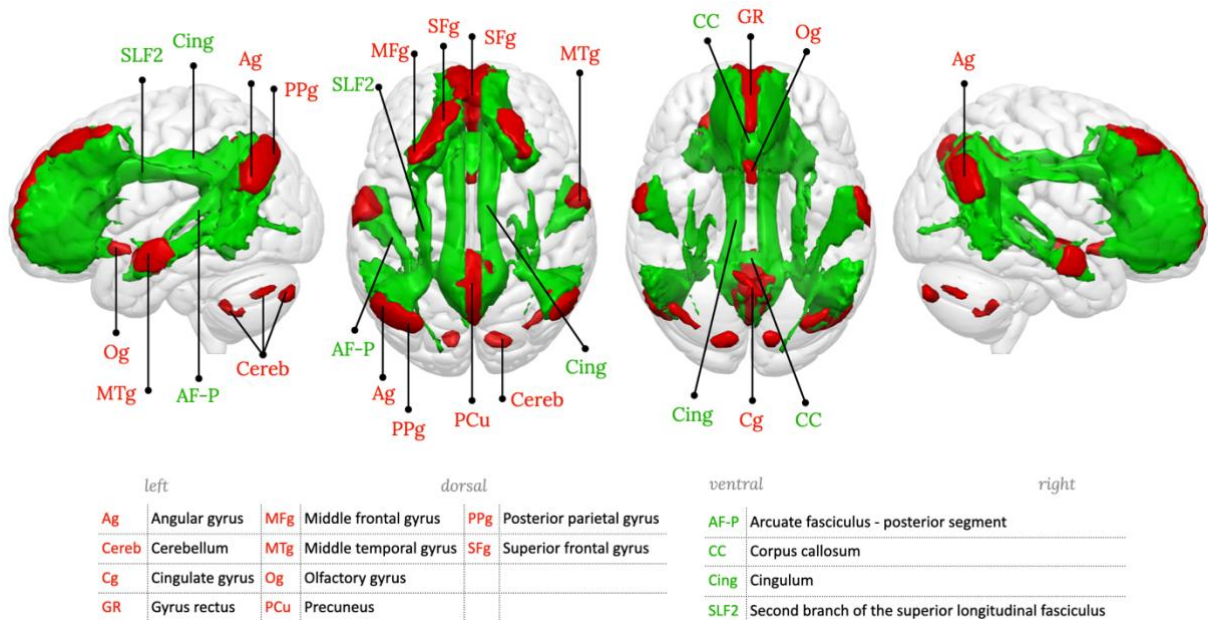 SLF2 Cing Ag PPg
Og MTg AF-P Cereb
SLF2 MFg SFg SFg MTg
AF-P Ag PPg PCu Cereb Cing
CC GR Og
Cing Cg CC
Ag
left dorsal ventral right
Ag Angular gyrus MFg Middle frontal gyrus PPg Posterior parietal gyrus
Cereb Cerebellum MTg Middle temporal gyrus SFg Superior frontal gyrus
Cg Cingulate gyrus Og Olfactory gyrus
GR Gyrus rectus PCu Precuneus
AF-P Arcuate fasciculus - posterior segment
CC Corpus callosum
Cing Cingulum
SLF2 Second branch of the superior longitudinal fasciculus